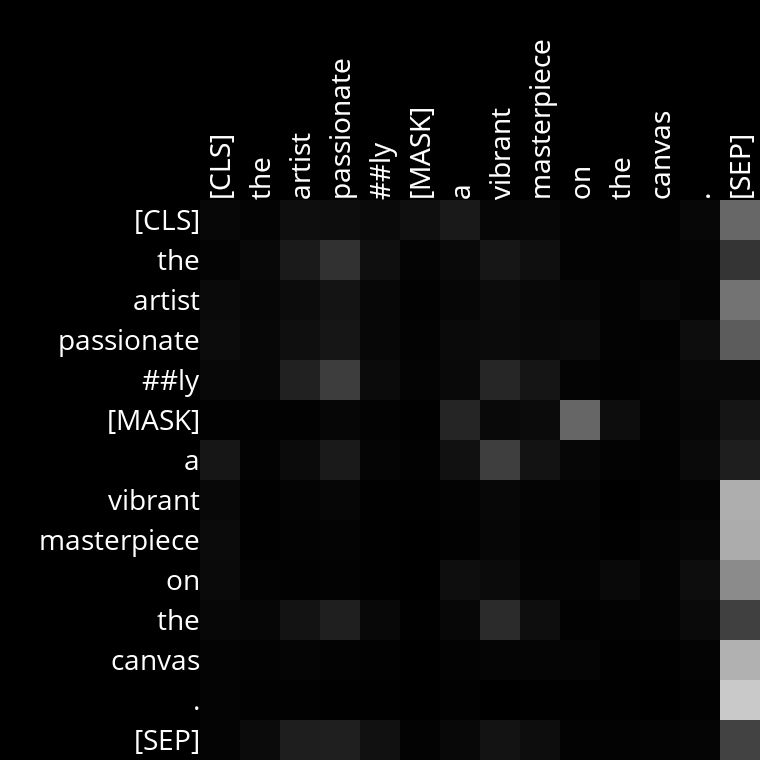 [CLS] the artist passionate ##ly [MASK] a vibrant masterpiece on the canvas . [SEP]
[CLS]
the
artist
passionate
##ly
[MASK]
a
vibrant
masterpiece
on
the
canvas
.
[SEP]